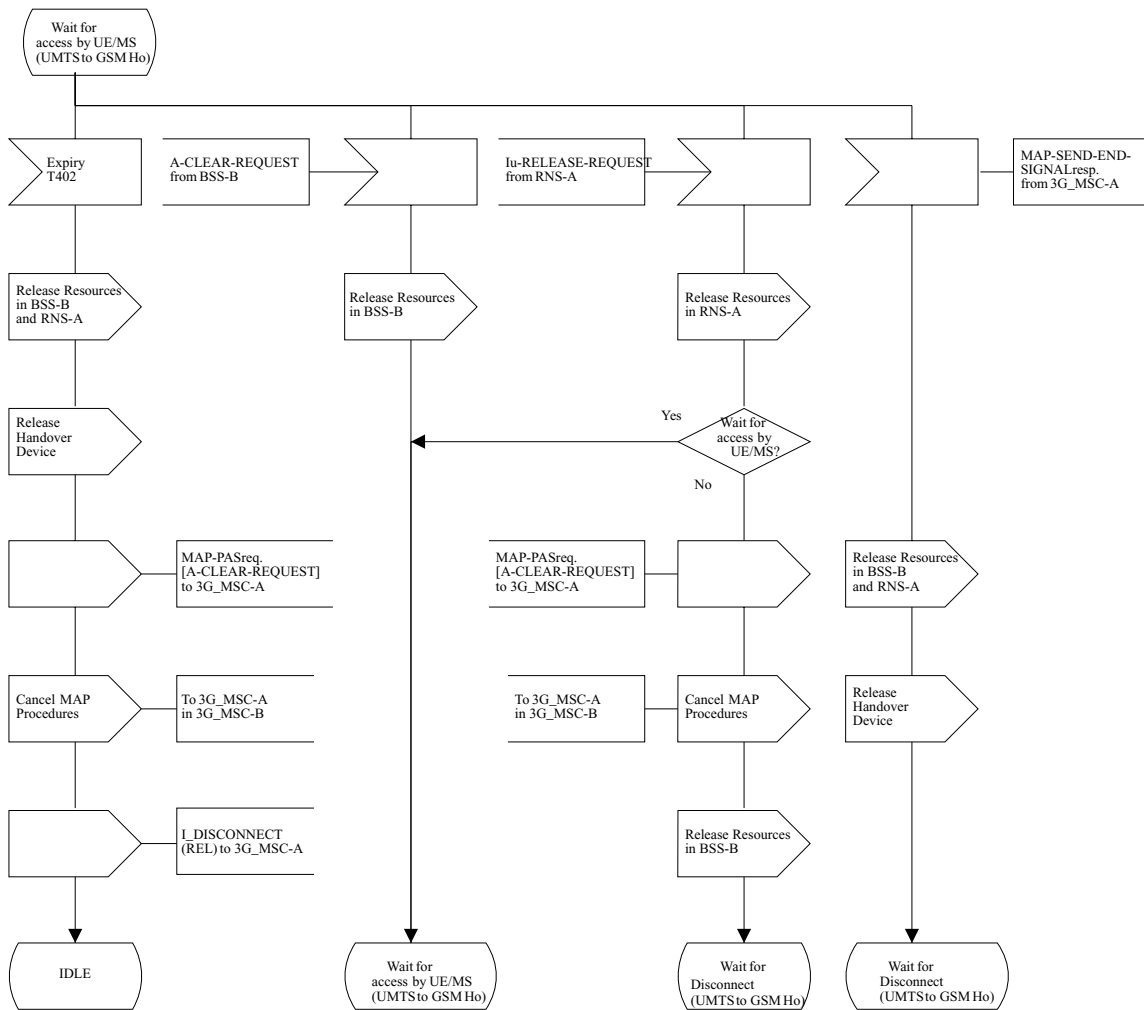 Wait for
access by UE/MS
(UMTS to GSM Ho)
Expiry
T402
A-CLEAR-REQUEST
from BSS-B
Iu-RELEASE-REQUEST
from RNS-A
MAP-SEND-END-
SIGNALresp.
from 3G_MSC-A
Release Resources
in BSS-B
and RNS-A
Release Resources
in BSS-B
Release Resources
in RNS-A
Release
Handover
Device
Yes
Wait for
access by
UE/MS?
No
MAP-PASreq.
[A-CLEAR-REQUEST]
to 3G_MSC-A
MAP-PASreq.
[A-CLEAR-REQUEST]
to 3G_MSC-A
Release Resources
in BSS-B
and RNS-A
Cancel MAP
Procedures
To 3G_MSC-A
in 3G_MSC-B
To 3G_MSC-A
in 3G_MSC-B
Cancel MAP
Procedures
Release
Handover
Device
I_DISCONNECT
(REL) to 3G_MSC-A
Release Resources
in BSS-B
IDLE
Wait for
access by UE/MS
(UMTS to GSM Ho)
Wait for
Disconnect
(UMTS to GSM Ho)
Wait for
Disconnect
(UMTS to GSM Ho)